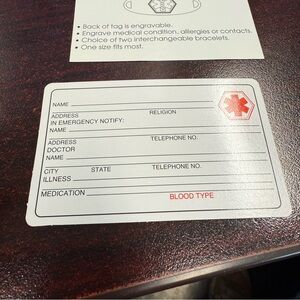 • Back of tag is engravable.
• Engrave medical condition, allergies or contacts.
• Choice of two interchangeable bracelets.
• One size fits most.
NAME
ADDRESS RELIGION
IN EMERGENCY NOTIFY:
NAME
ADDRESS TELEPHONE NO.
DOCTOR
NAME
CITY STATE TELEPHONE NO.
ILLNESS
MEDICATION BLOOD TYPE